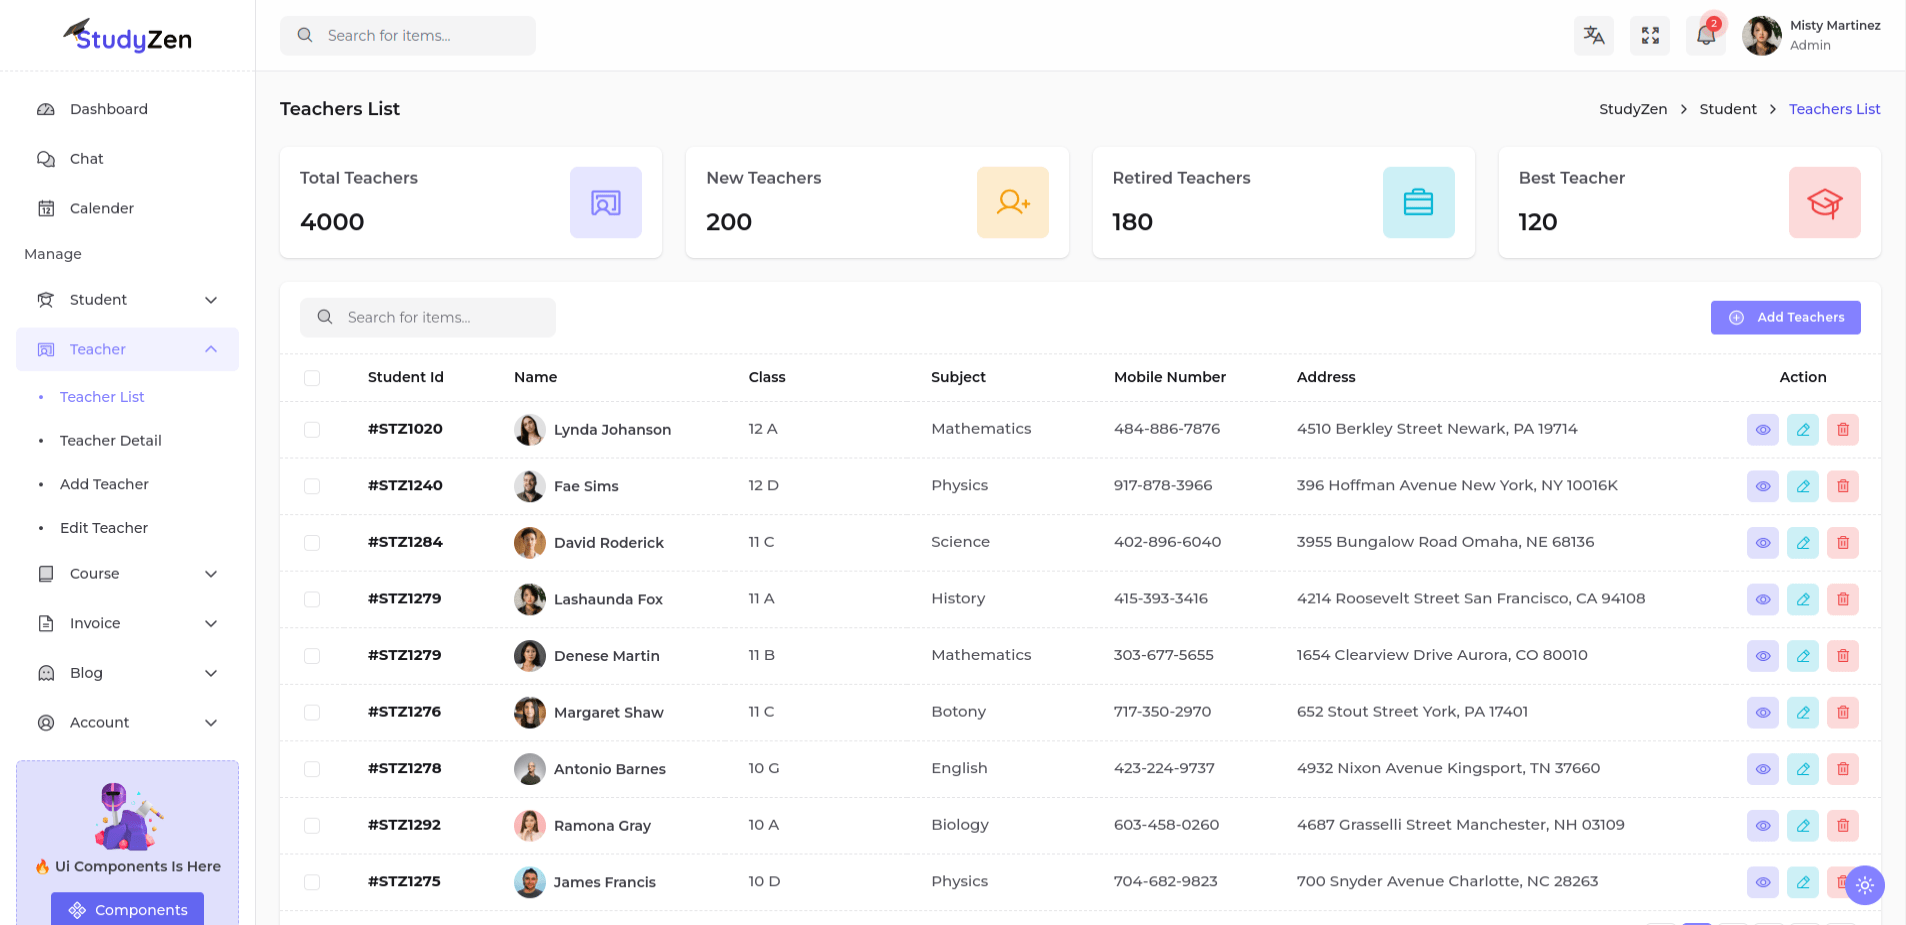 StudyZen
Search for items...
2
Misty Martinez
Admin
Dashboard
Chat
12
Calender
Manage
Student
Teacher
Teacher List
Teacher Detail
Add Teacher
Edit Teacher
Course
Invoice
Blog
Account
🔥 Ui Components Is Here
Components
Teachers List
StudyZen > Student > Teachers List
Total Teachers
4000
New Teachers
200
Retired Teachers
180
Best Teacher
120
Search for items...
Add Teachers
Student Id Name Class Subject Mobile Number Address Action
#STZ1020 Lynda Johanson 12 A Mathematics 484-886-7876 4510 Berkley Street Newark, PA 19714
#STZ1240 Fae Sims 12 D Physics 917-878-3966 396 Hoffman Avenue New York, NY 10016K
#STZ1284 David Roderick 11 C Science 402-896-6040 3955 Bungalow Road Omaha, NE 68136
#STZ1279 Lashaunda Fox 11 A History 415-393-3416 4214 Roosevelt Street San Francisco, CA 94108
#STZ1279 Denese Martin 11 B Mathematics 303-677-5655 1654 Clearview Drive Aurora, CO 80010
#STZ1276 Margaret Shaw 11 C Botony 717-350-2970 652 Stout Street York, PA 17401
#STZ1278 Antonio Barnes 10 G English 423-224-9737 4932 Nixon Avenue Kingsport, TN 37660
#STZ1292 Ramona Gray 10 A Biology 603-458-0260 4687 Grasselli Street Manchester, NH 03109
#STZ1275 James Francis 10 D Physics 704-682-9823 700 Snyder Avenue Charlotte, NC 28263